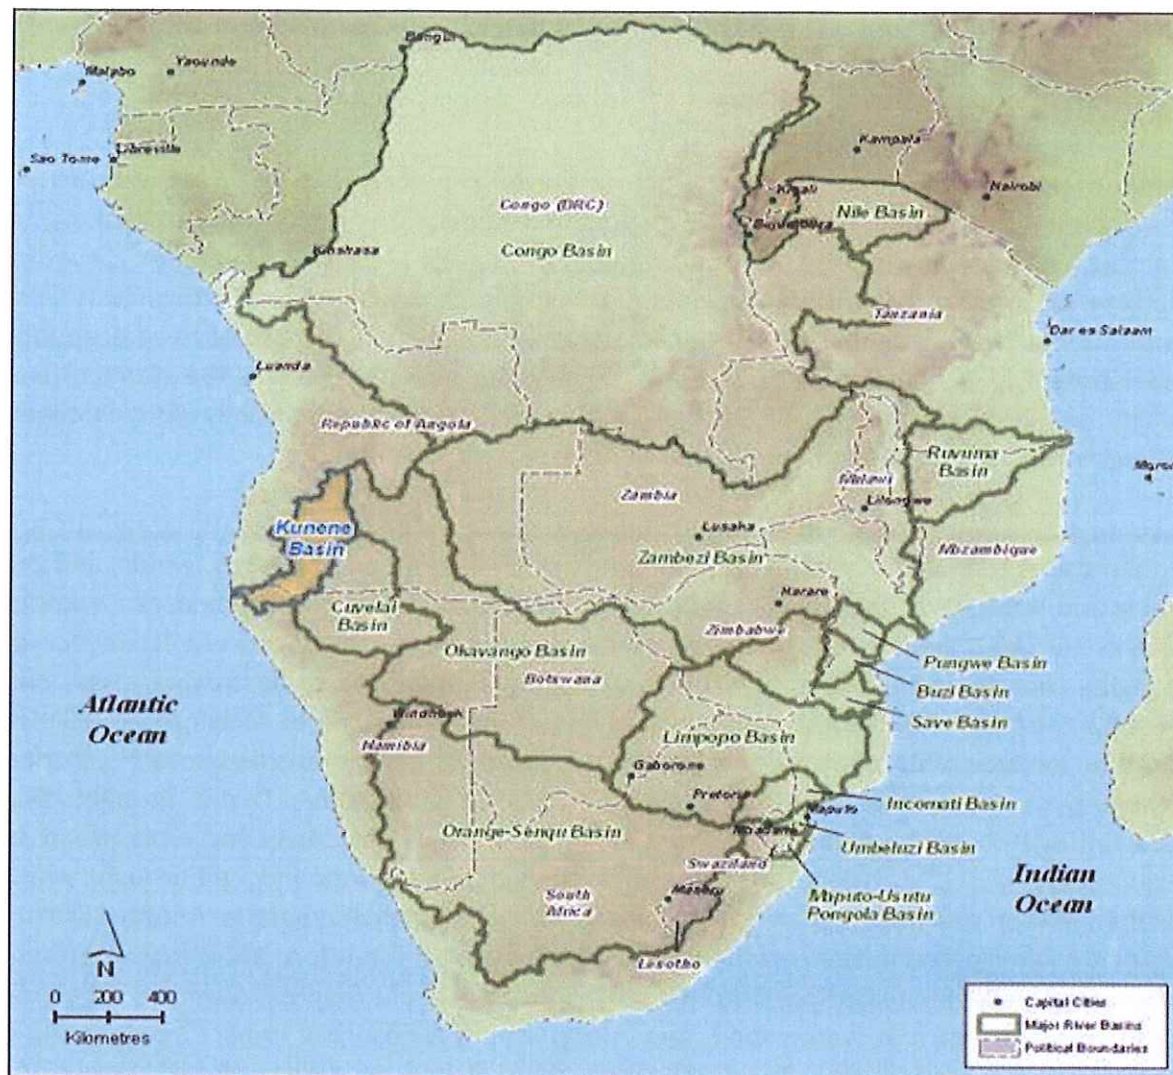 Bangui
Malabo
Yaounde
Kampala
Sao Tome
Libreville
Kigali
Nairobi
Congo (DRC)
Nile Basin
Bujumbura
Kinshasa
Congo Basin
Tanzania
Dar es Salaam
Luanda
Republic of Angola
Ruvuma
Basin
Malawi
Moro
Zambia
Lilongwe
Kunene
Basin
Lusaka
Mozambique
Zambezi Basin
Harare
Cuvelai
Basin
Zimbabwe
Okavango Basin
Pungwe Basin
Botswana
Buzi Basin
Atlantic
Ocean
Save Basin
Windhoek
Limpopo Basin
Namibia
Gaborone
Pretoria
Incomati Basin
Maputo
Orange-Senqu Basin
Mbabane
Umbeluzi Basin
Swaziland
Indian
Ocean
South
Africa
Maseru
Maputo-Usutu
Pongola Basin
Lesotho
N
0 200 400
Kilometres
Capital Cities
Major River Basins
Political Boundaries